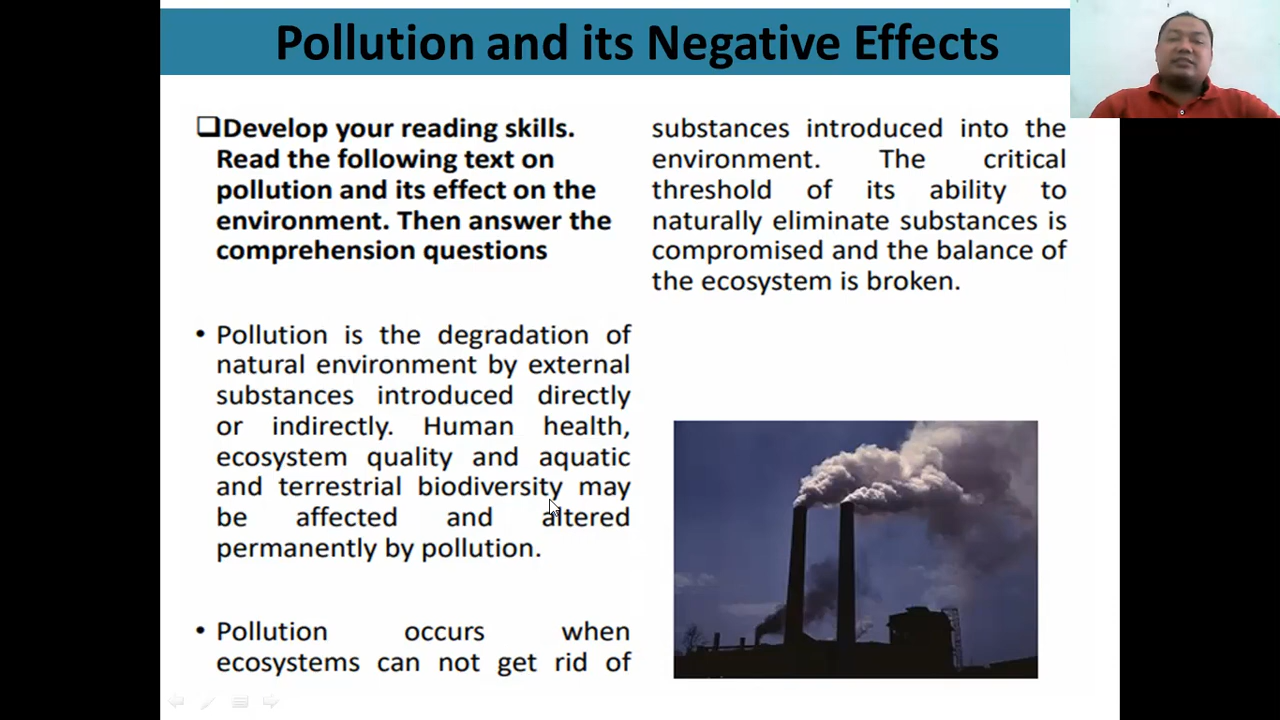 Pollution and its Negative Effects
❑Develop your reading skills.
Read the following text on
pollution and its effect on the
environment. Then answer the
comprehension questions
• Pollution is the degradation of
natural environment by external
substances introduced directly
or indirectly. Human health,
ecosystem quality and aquatic
and terrestrial biodiversity may
be affected and altered
permanently by pollution.
• Pollution occurs when
ecosystems can not get rid of
substances introduced into the
environment. The critical
threshold of its ability to
naturally eliminate substances is
compromised and the balance of
the ecosystem is broken.